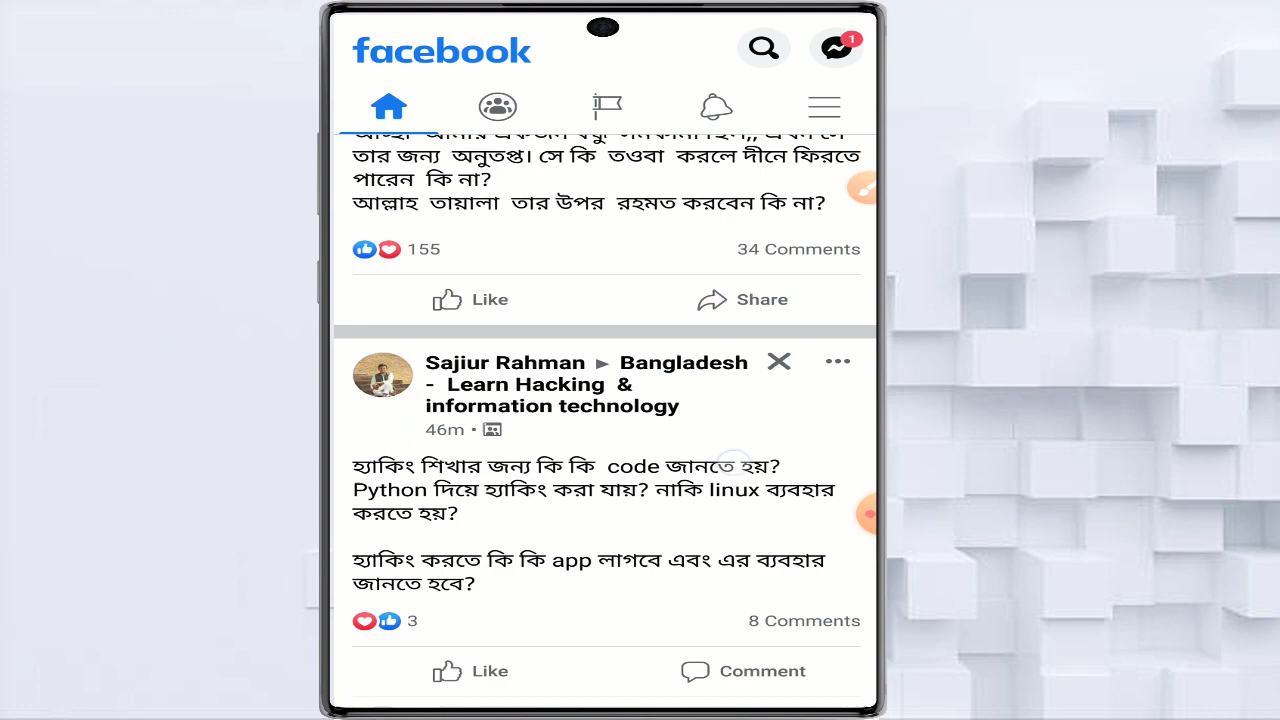 facebook
1
তার জন্য অনুতপ্ত। সে কি তওবা করলে দীনে ফিরতে
পারেন কি না?
আল্লাহ তায়ালা তার উপর রহমত করবেন কি না?
155
34 Comments
Like
Share
Sajiur Rahman ► Bangladesh
- Learn Hacking &
information technology
46m •
হ্যাকিং শিখার জন্য কি কি code জানতে হয়?
Python দিয়ে হ্যাকিং করা যায়? নাকি linux ব্যবহার
করতে হয়?
হ্যাকিং করতে কি কি app লাগবে এবং এর ব্যবহার
জানতে হবে?
3
8 Comments
Like
Comment